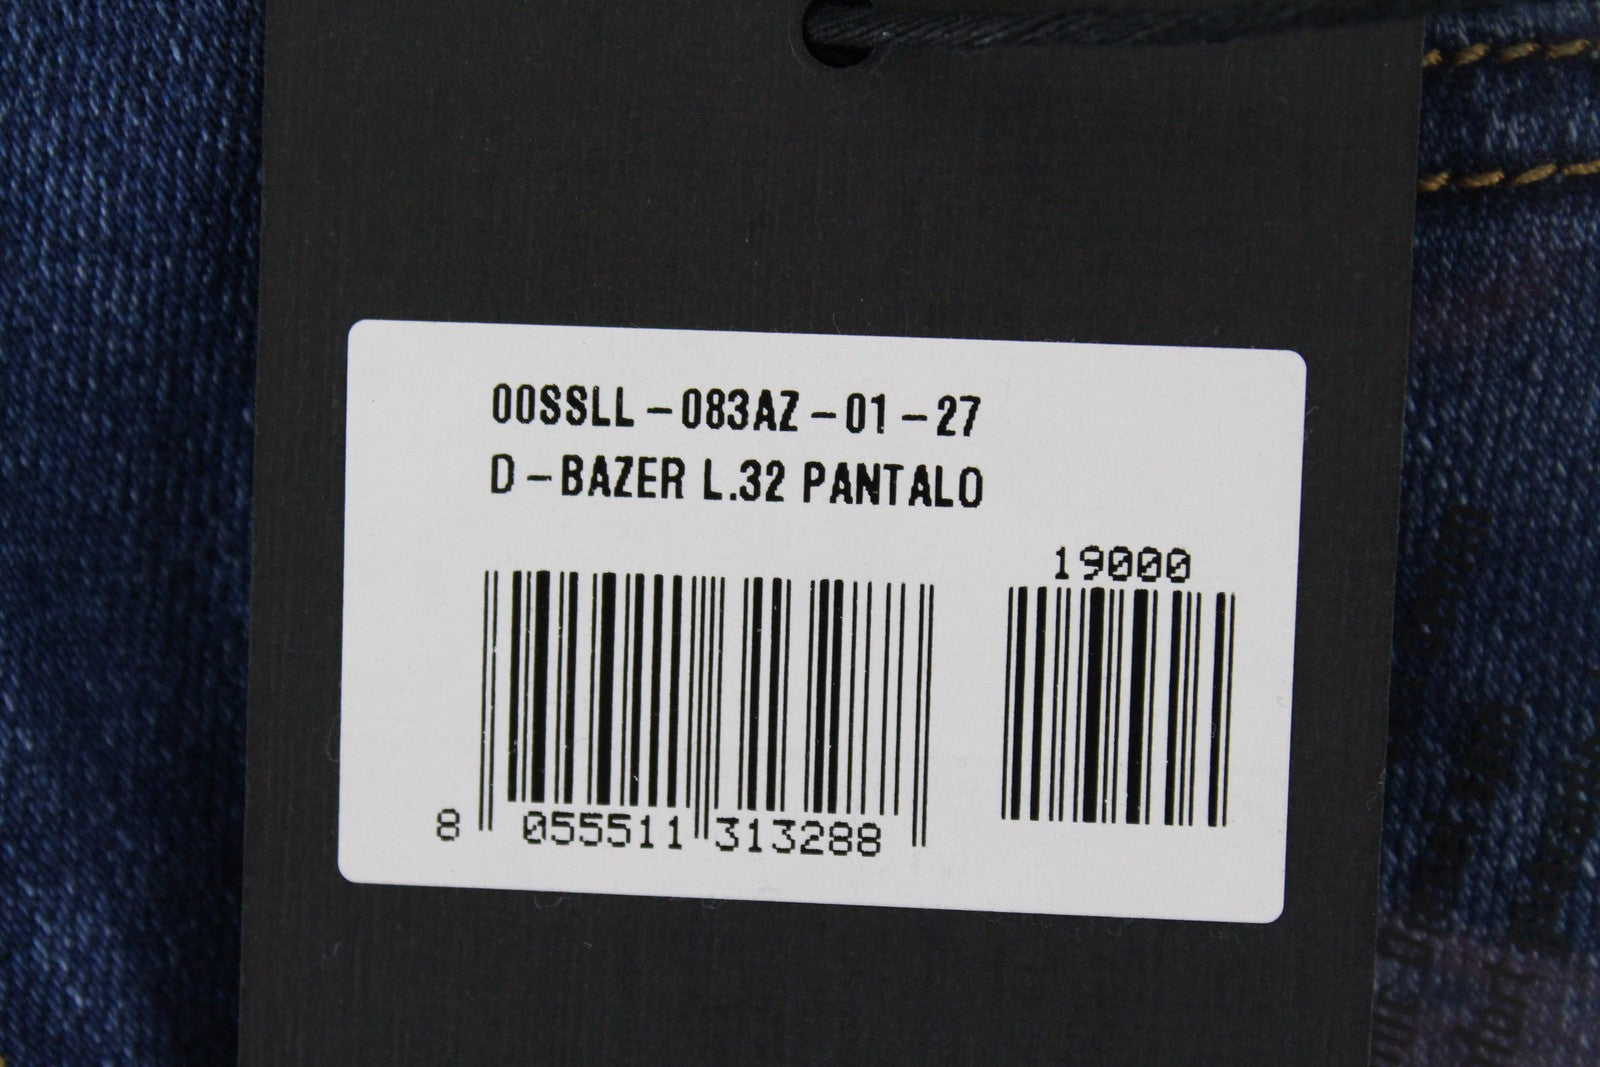 00SSLL-083AZ-01-27
D-BAZER L.32 PANTALO
19000
8 055511 313288